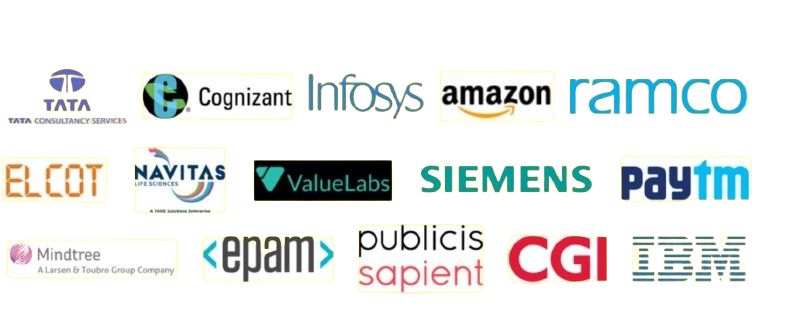 TATA
TATA CONSULTANCY SERVICES
Cognizant
Infosys
amazon
ramco
ELCOT
NAVITAS
LIFE SCIENCES
A TAKE Solutions Enterprise
ValueLabs
SIEMENS
paytm
Mindtree
A Larsen & Toubro Group Company
<epam>
publicis
sapient
CGI
IBM